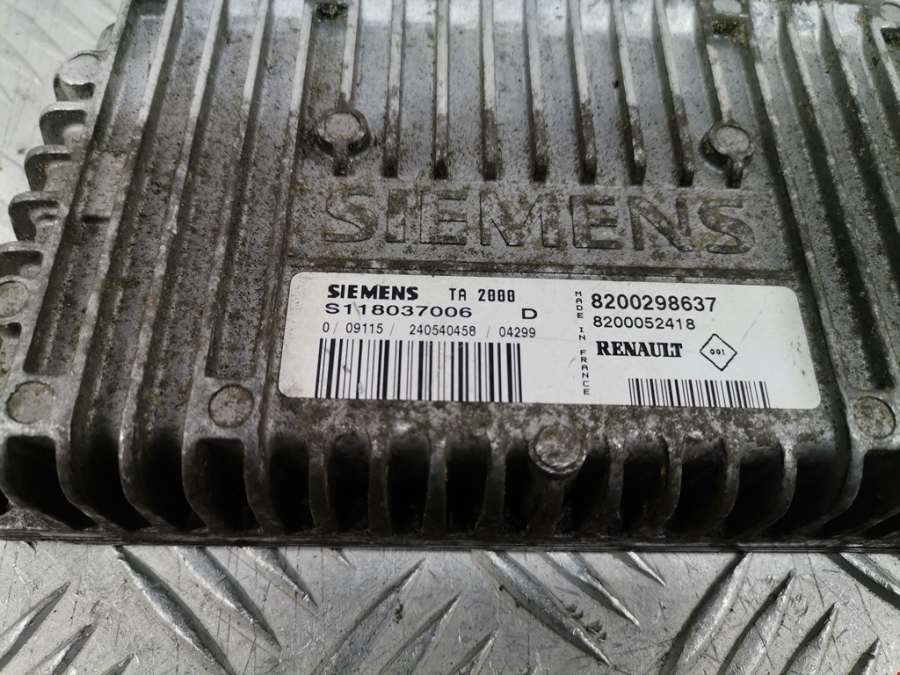 SIEMENS
SIEMENS TA 2000
S118037006 D
0 / 09115 / 240540458 / 04299
MADE IN FRANCE
8200298637
8200052418
RENAULT 001